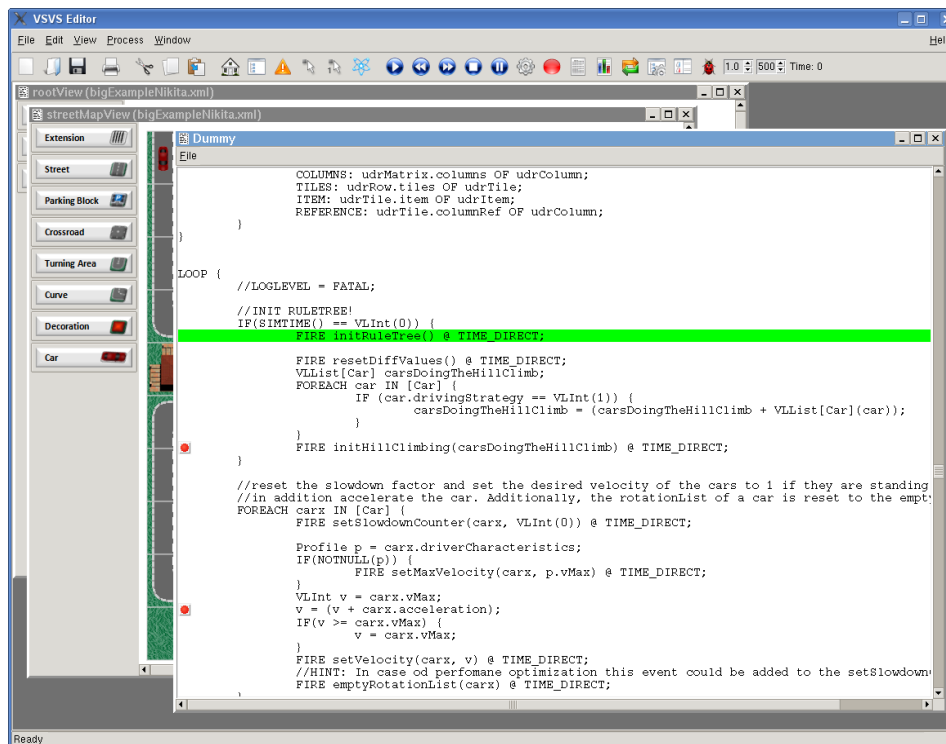 VSVS Editor
File Edit View Process Window Hel
1.0 500 Time: 0
rootView (bigExampleNikita.xml)
streetMapView (bigExampleNikita.xml)
Extension
Street
Parking Block
Crossroad
Turning Area
Curve
Decoration
Car
Dummy
File
COLUMNS: udrMatrix.columns OF udrColumn;
TILES: udrRow.tiles OF udrTile;
ITEM: udrTile.item OF udrItem;
REFERENCE: udrTile.columnRef OF udrColumn;
}
}
LOOP {
//LOGLEVEL = FATAL;
//INIT RULETREE!
IF(SIMTIME() == VLInt(0)) {
FIRE initRuleTree() @ TIME_DIRECT;
FIRE resetDiffValues() @ TIME_DIRECT;
VLList[Car] carsDoingTheHillClimb;
FOREACH car IN [Car] {
IF (car.drivingStrategy == VLInt(1)) {
carsDoingTheHillClimb = (carsDoingTheHillClimb + VLList[Car](car));
}
}
FIRE initHillClimbing(carsDoingTheHillClimb) @ TIME_DIRECT;
}
//reset the slowdown factor and set the desired velocity of the cars to 1 if they are standing
//in addition accelerate the car. Additionally, the rotationList of a car is reset to the empty
FOREACH carx IN [Car] {
FIRE setSlowdownCounter(carx, VLInt(0)) @ TIME_DIRECT;
Profile p = carx.driverCharacteristics;
IF(NOTNULL(p)) {
FIRE setMaxVelocity(carx, p.vMax) @ TIME_DIRECT;
}
VLInt v = carx.vMax;
v = (v + carx.acceleration);
IF(v >= carx.vMax) {
v = carx.vMax;
}
FIRE setVelocity(carx, v) @ TIME_DIRECT;
//HINT: In case od perfomane optimization this event could be added to the setSlowdown
FIRE emptyRotationList(carx) @ TIME_DIRECT;
Ready